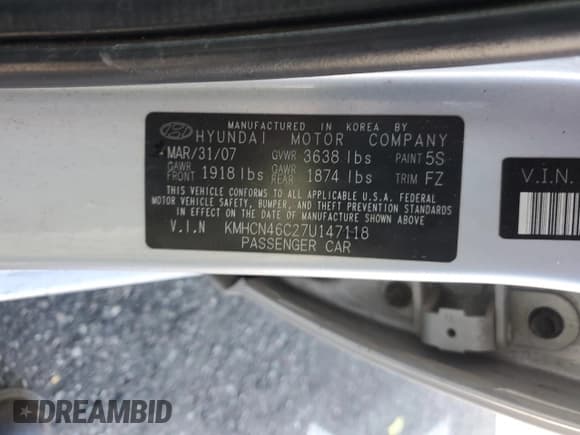 MANUFACTURED IN KOREA BY
HYUNDAI MOTOR COMPANY
MAR/31/07 GVWR 3638 lbs PAINT 5S
GAWR FRONT 1918 lbs GAWR REAR 1874 lbs TRIM FZ
THIS VEHICLE CONFORMS TO ALL APPLICABLE U.S.A. FEDERAL
MOTOR VEHICLE SAFETY, BUMPER, AND THEFT PREVENTION STANDARDS
IN EFFECT ON THE DATE OF MANUFACTURE SHOWN ABOVE
V.I.N KMHCN46C27U147118
PASSENGER CAR
V.I.N.
DREAMBID